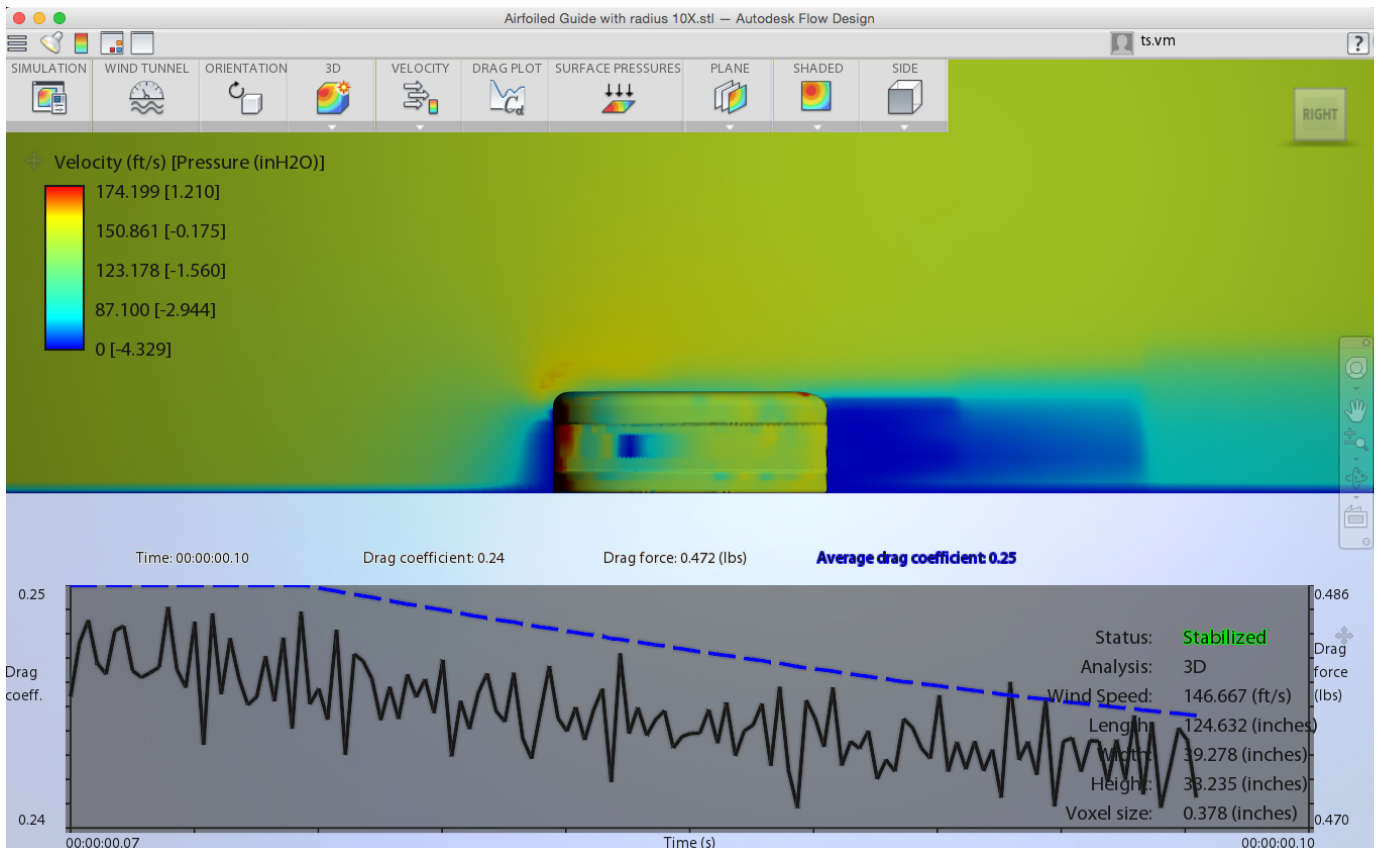 Airfoiled Guide with radius 10X.stl — Autodesk Flow Design
ts.vm
?
SIMULATION WIND TUNNEL ORIENTATION 3D VELOCITY DRAG PLOT SURFACE PRESSURES PLANE SHADED SIDE
Cd
RIGHT
Velocity (ft/s) [Pressure (inH2O)]
174.199 [1.210]
150.861 [-0.175]
123.178 [-1.560]
87.100 [-2.944]
0 [-4.329]
Time: 00:00:00.10 Drag coefficient: 0.24 Drag force: 0.472 (lbs) Average drag coefficient: 0.25
0.25
Drag
coeff.
0.24
0.486
Drag
force
(lbs)
0.470
Status: Stabilized
Analysis: 3D
Wind Speed: 146.667 (ft/s)
Length: 124.632 (inches)
Width: 39.278 (inches)
Height: 33.235 (inches)
Voxel size: 0.378 (inches)
00:00:00.07 Time (s) 00:00:00.10